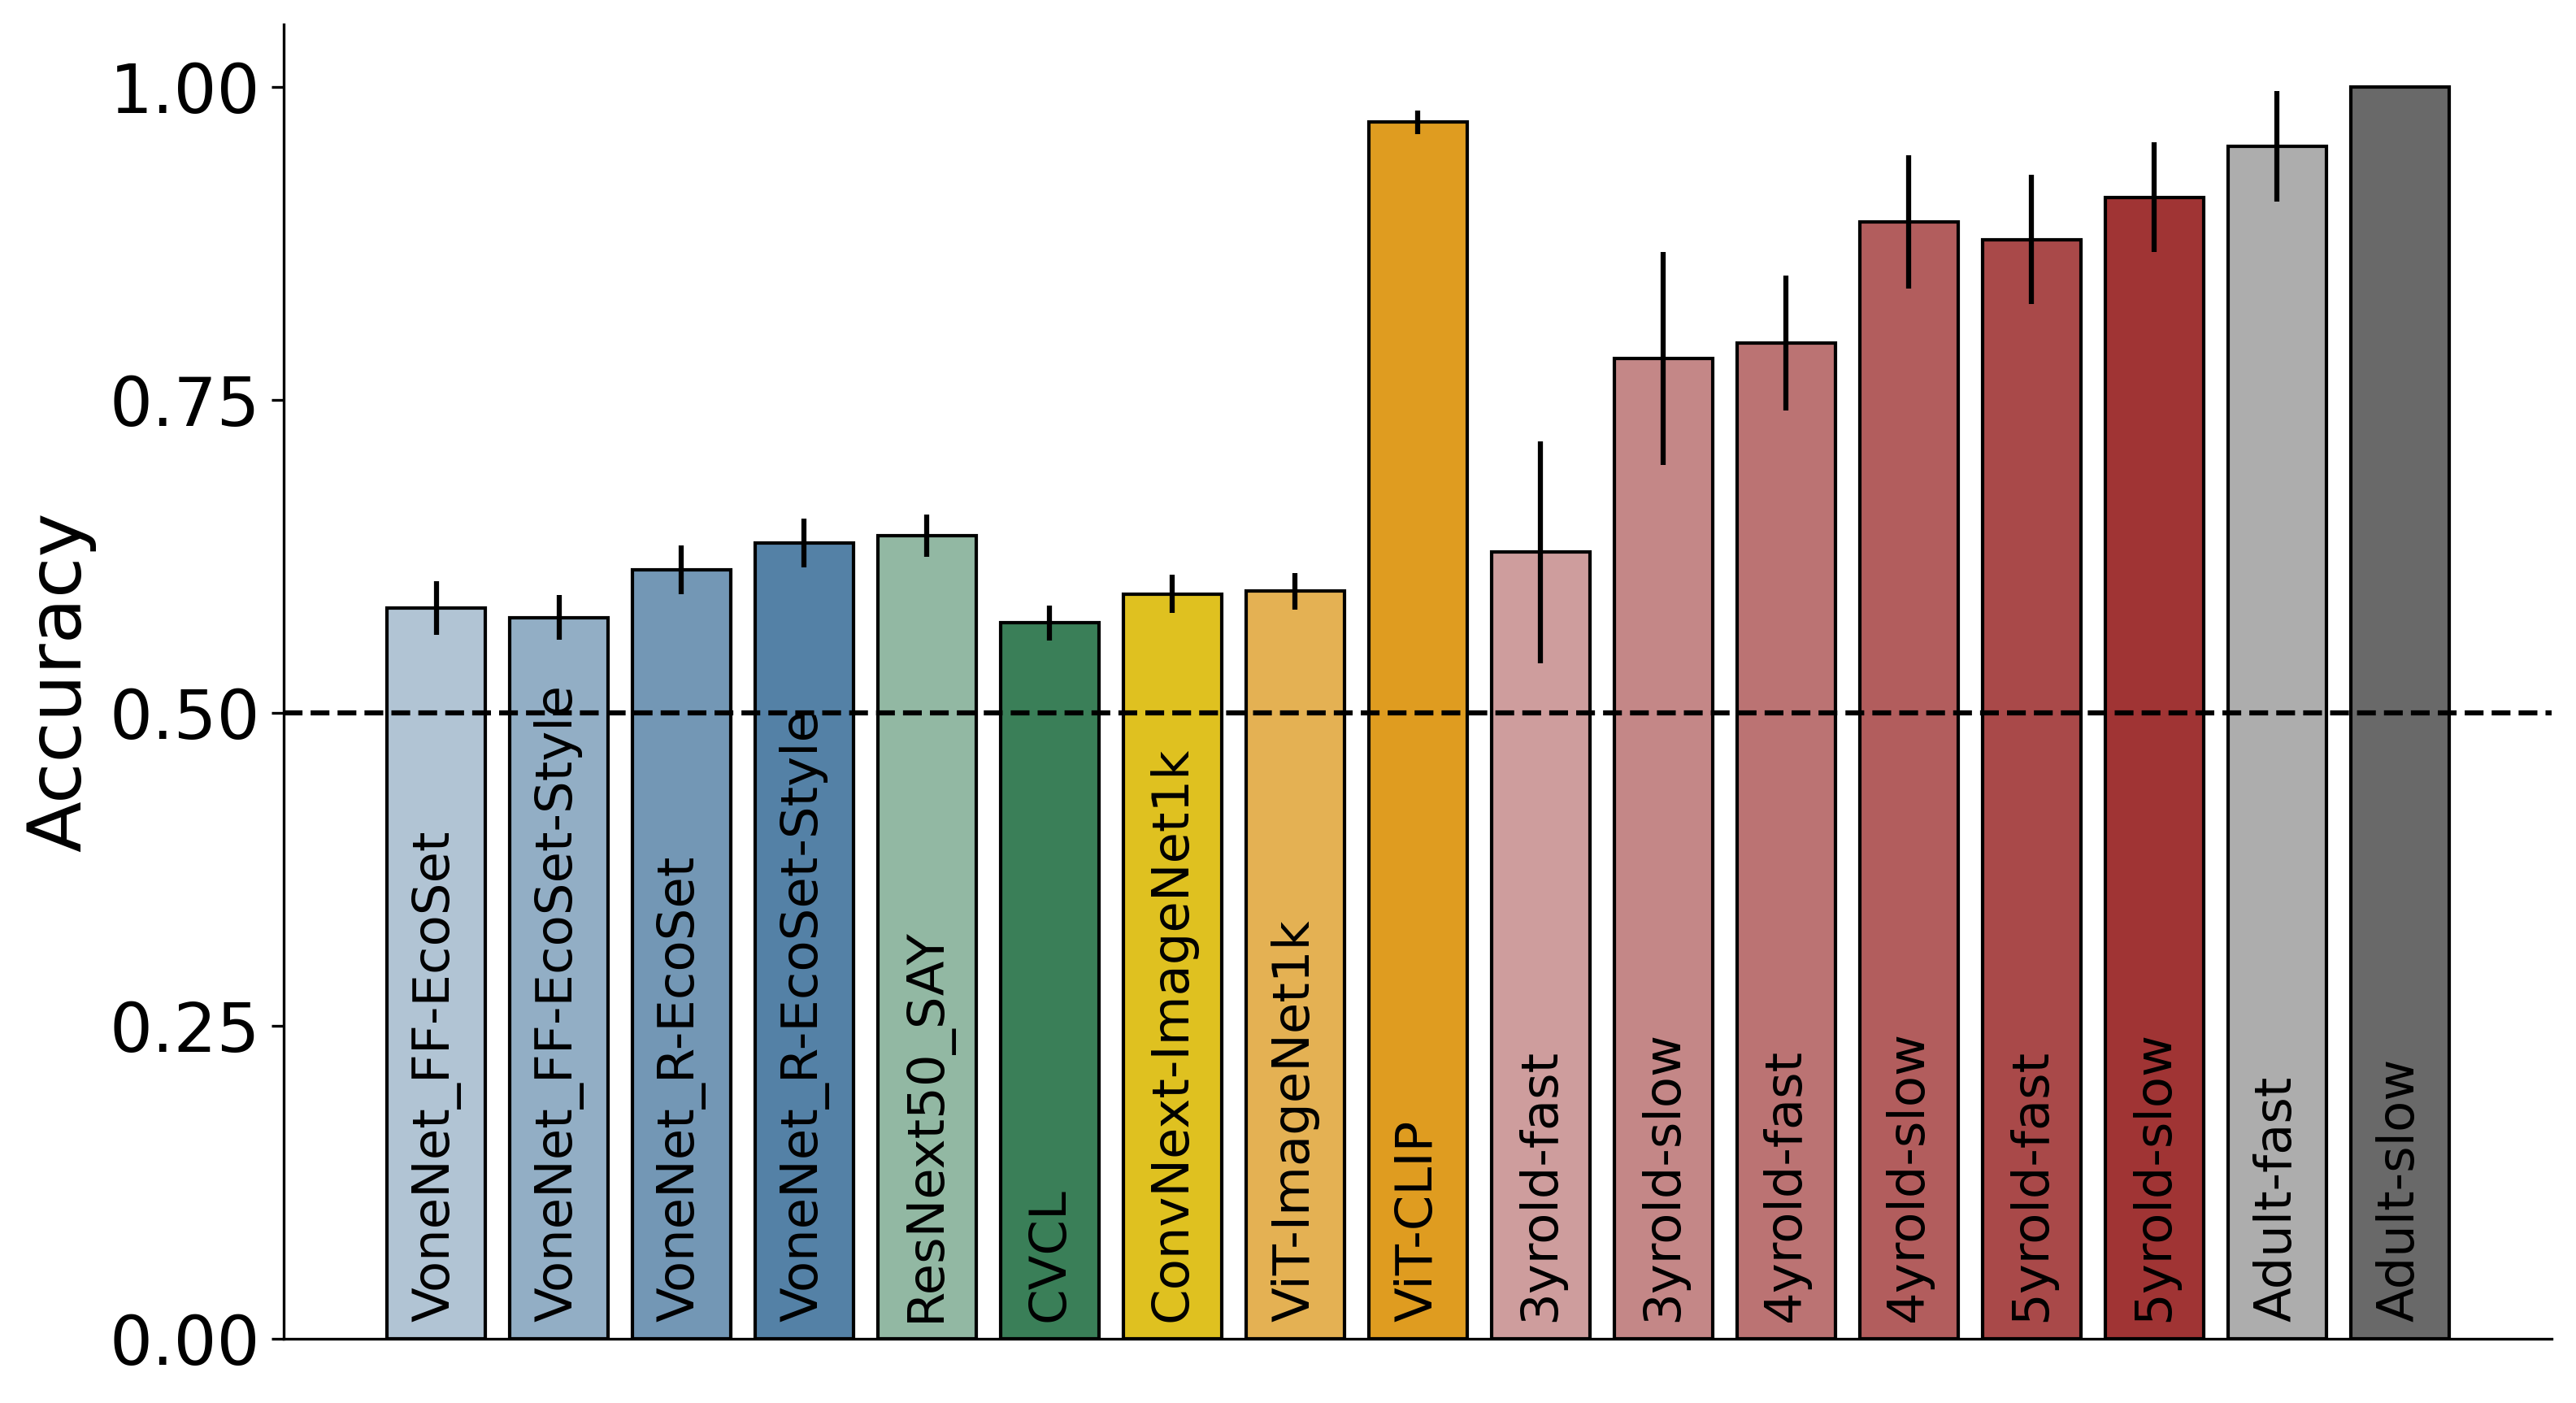 Accuracy
1.00
0.75
0.50
0.25
0.00
VoneNet_FF-EcoSet
VoneNet_FF-EcoSet-Style
VoneNet_R-EcoSet
VoneNet_R-EcoSet-Style
ResNext50_SAY
CVCL
ConvNext-ImageNet1k
ViT-ImageNet1k
ViT-CLIP
3yrold-fast
3yrold-slow
4yrold-fast
4yrold-slow
5yrold-fast
5yrold-slow
Adult-fast
Adult-slow